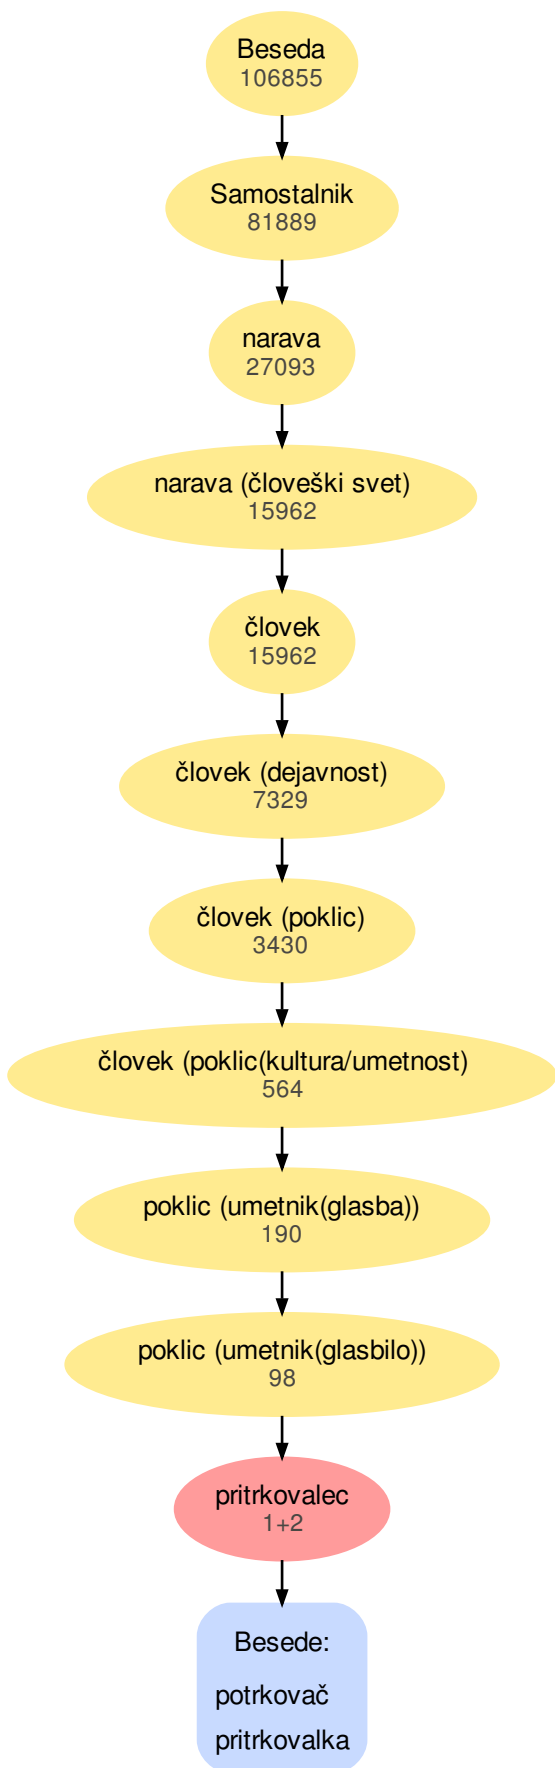 Beseda
106855
Samostalnik
81889
narava
27093
narava (človeški svet)
15962
človek
15962
človek (dejavnost)
7329
človek (poklic)
3430
človek (poklic(kultura/umetnost)
564
poklic (umetnik(glasba))
190
poklic (umetnik(glasbilo))
98
pritrkovalec
1+2
Besede:
potrkovač
pritrkovalka